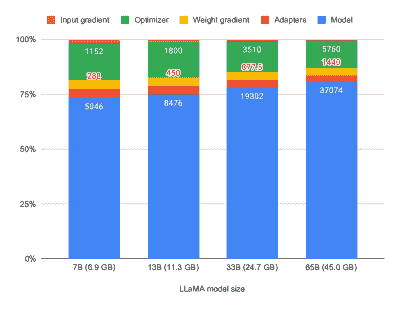 Input gradient Optimizer Weight gradient Adapters Model
100%
1152 1800 3510 5760
288 450 877.5 1440
75%
5046 8476 19302 37074
50%
25%
0%
7B (6.9 GB) 13B (11.3 GB) 33B (24.7 GB) 65B (45.0 GB)
LLaMA model size